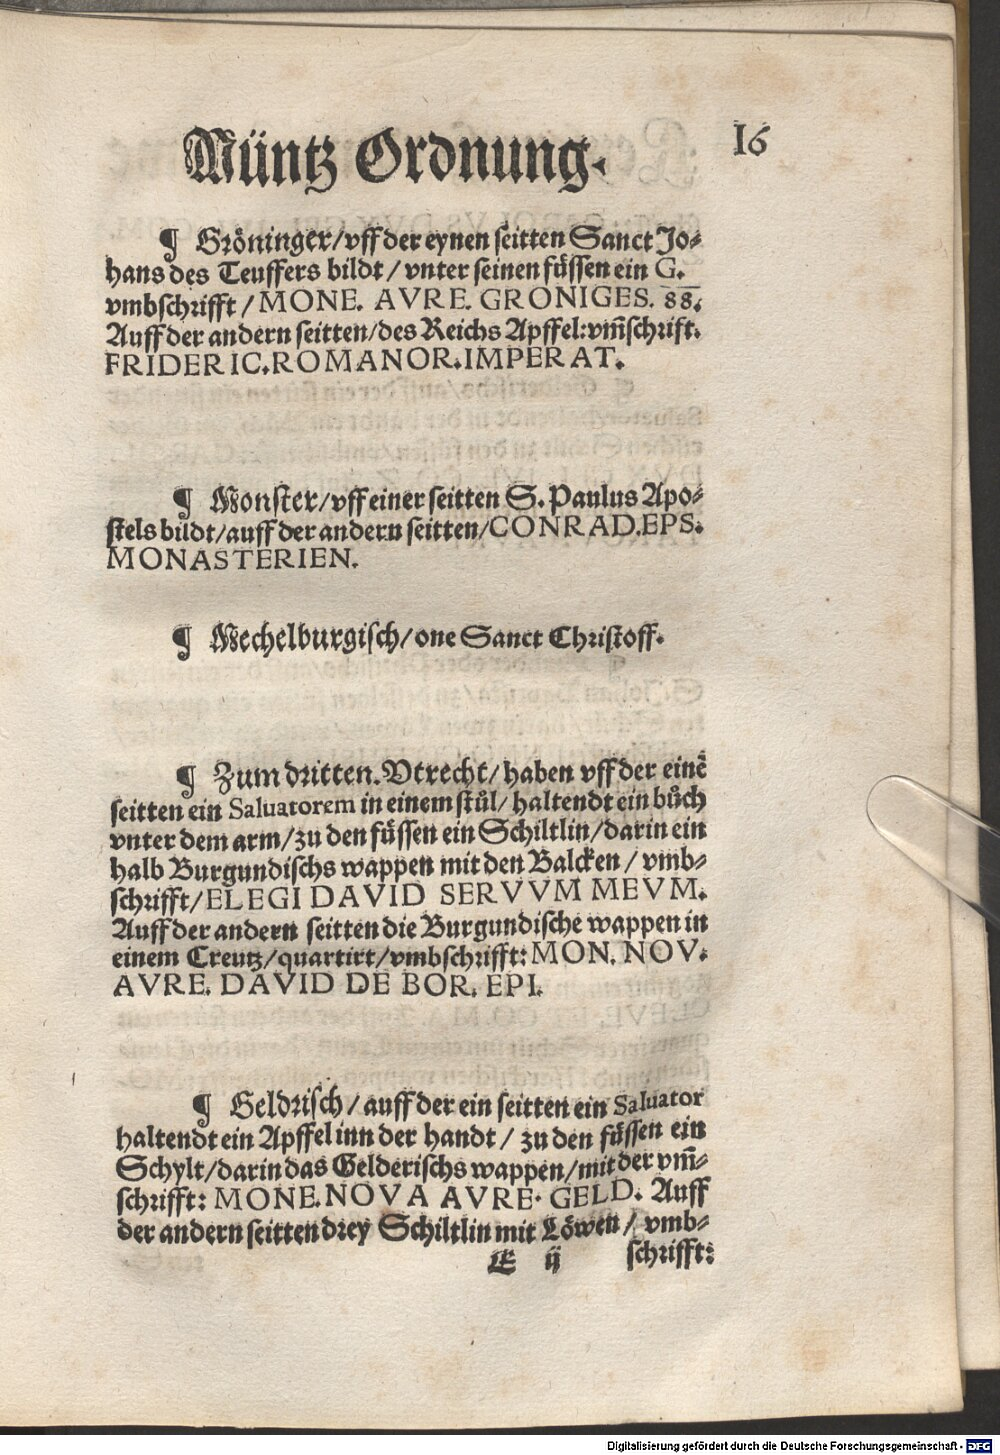 Müntz Ordnung. 16
¶ Gröninger/vff der eynen seitten Sanct Jo-
hans des Teuffers bildt/vnter seinen füssen ein G.
vmbschrifft/MONE. AVRE. GRONIGES. 88.
Auff der andern seitten/des Reichs Apffel:vm̃schrift.
FRIDERIC.ROMANOR.IMPERAT.
¶ Monster/vff einer seitten S. Paulus Apo-
stels bildt/auff der andern seitten/CONRAD.EPS.
MONASTERIEN.
¶ Mechelburgisch/one Sanct Christoff.
¶ Zum dritten. Vtrecht/haben vff der einẽ
seitten ein Saluatorem in einem stůl/haltendt ein bůch
vnter dem arm/zu den füssen ein Schiltlin/darin ein
halb Burgundischs wappen mit den Balcken/vmb-
schrifft/ELEGI DAVID SERVVM MEVM.
Auff der andern seitten die Burgundische wappen in
einem Creutz/quartirt/vmbschrifft: MON. NOV.
AVRE. DAVID DE BOR. EPI.
¶ Geldrisch/auff der ein seitten ein Saluator
haltendt ein Apffel inn der handt/zu den füssen ein
Schylt/darin das Gelderischs wappen/mit der vm̃-
schrifft: MONE.NOVA AVRE. GELD. Auff
der andern seitten drey Schiltlin mit Löwen/vmb-
E ij schrifft:
Digitalisierung gefördert durch die Deutsche Forschungsgemeinschaft - DFG